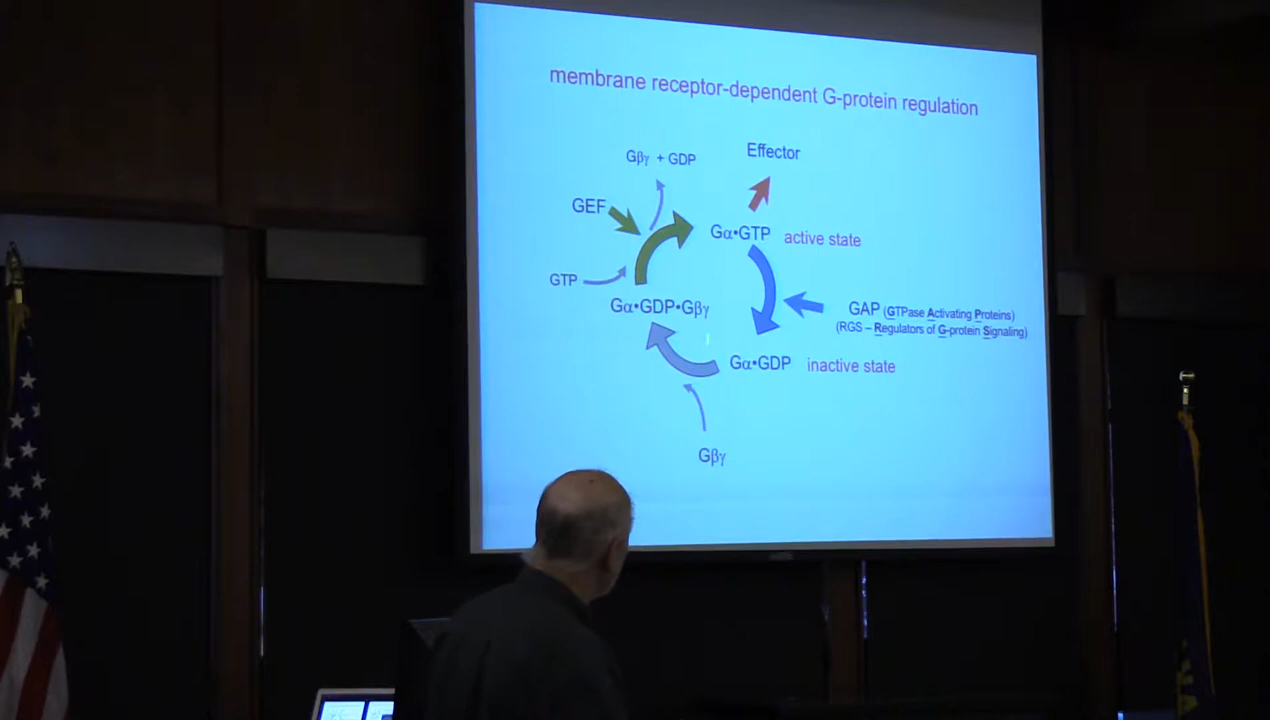 membrane receptor-dependent G-protein regulation
Gβγ + GDP
Effector
GEF
Gα•GTP active state
GTP
Gα•GDP•Gβγ
GAP (GTPase Activating Proteins)
(RGS – Regulators of G-protein Signaling)
Gα•GDP inactive state
Gβγ